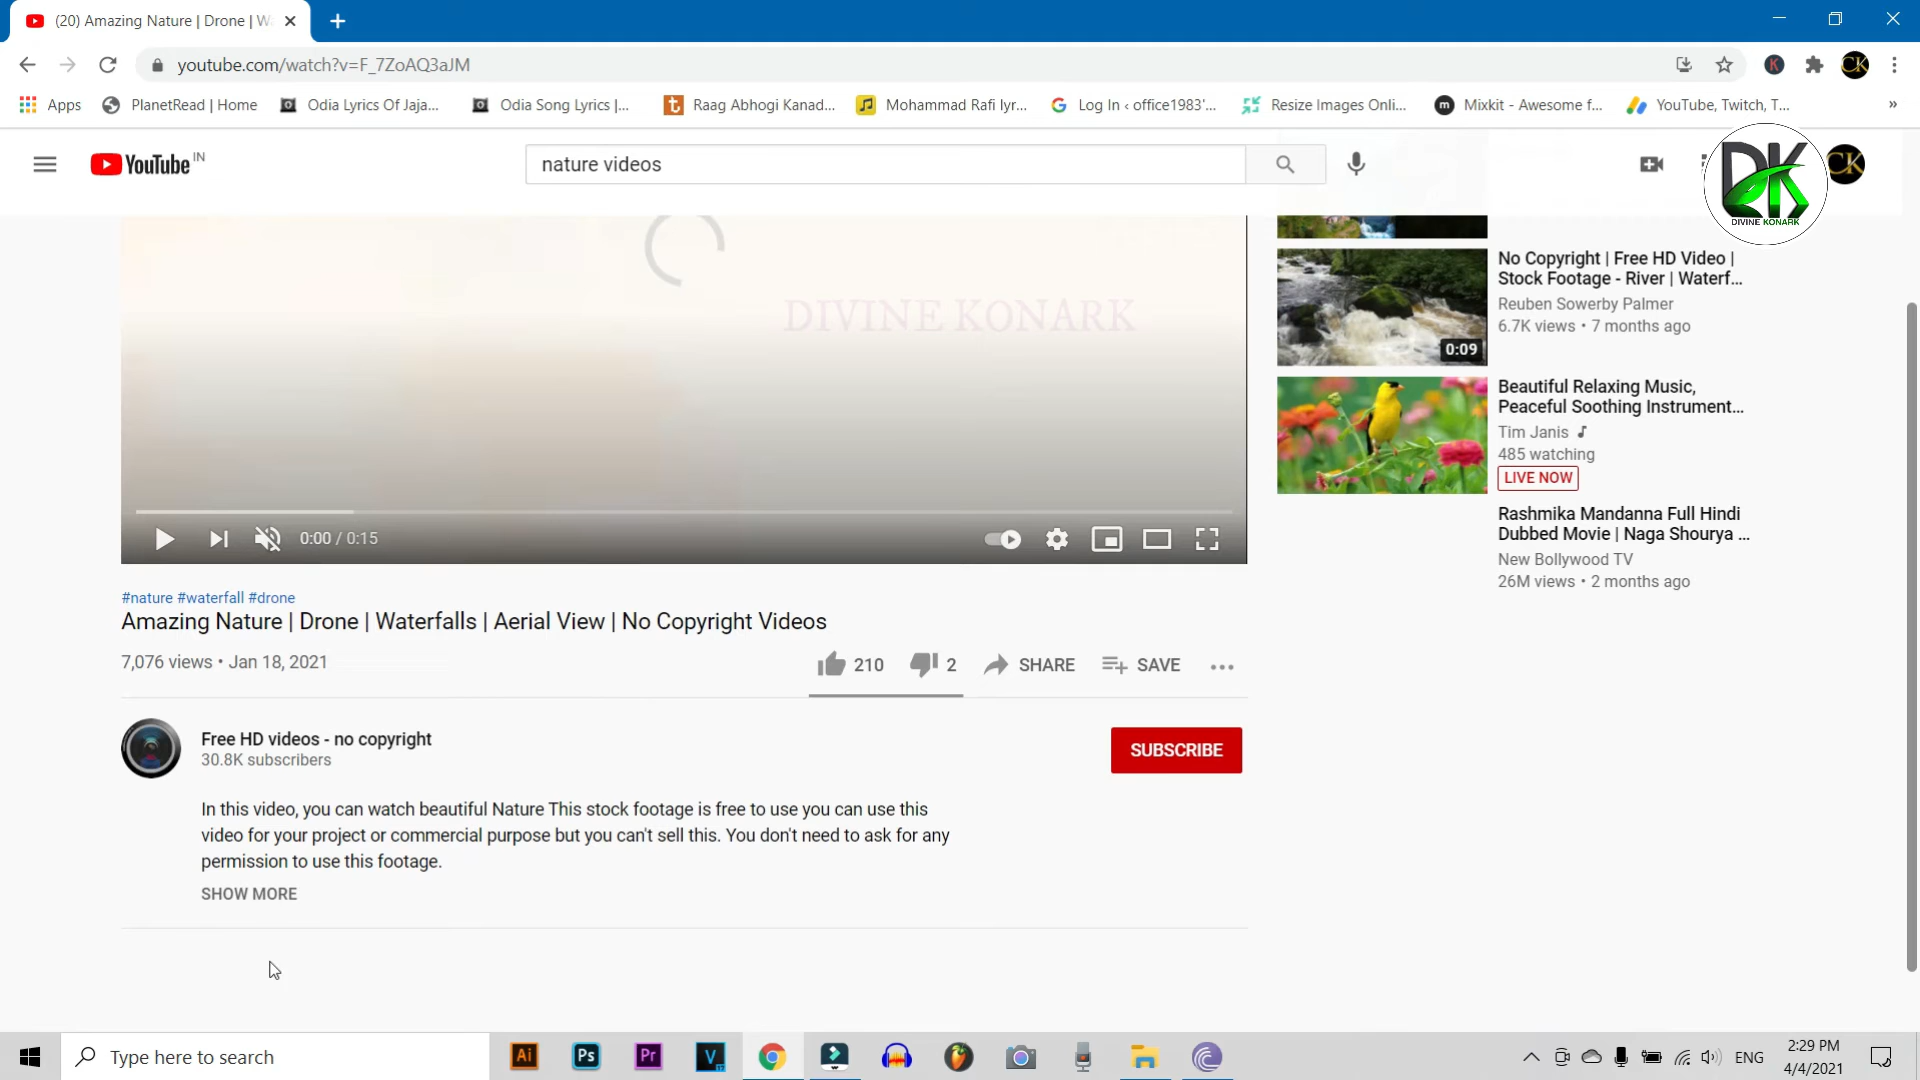 (20) Amazing Nature | Drone | Wa
youtube.com/watch?v=F_7ZoAQ3aJM
CK
Apps
PlanetRead | Home
Odia Lyrics Of Jaja...
Odia Song Lyrics |...
Raag Abhogi Kanad...
Mohammad Rafi lyr...
Log In ‹ office1983'...
Resize Images Onli...
Mixkit - Awesome f...
YouTube, Twitch, T...
»
YouTube IN
nature videos
DK
DIVINE KONARK
CK
DIVINE KONARK
0:00 / 0:15
No Copyright | Free HD Video |
Stock Footage - River | Waterf...
Reuben Sowerby Palmer
6.7K views • 7 months ago
0:09
Beautiful Relaxing Music,
Peaceful Soothing Instrument...
Tim Janis
485 watching
LIVE NOW
Rashmika Mandanna Full Hindi
Dubbed Movie | Naga Shourya ...
New Bollywood TV
26M views • 2 months ago
#nature #waterfall #drone
Amazing Nature | Drone | Waterfalls | Aerial View | No Copyright Videos
7,076 views • Jan 18, 2021
210
2
SHARE
SAVE
Free HD videos - no copyright
30.8K subscribers
SUBSCRIBE
In this video, you can watch beautiful Nature This stock footage is free to use you can use this
video for your project or commercial purpose but you can't sell this. You don't need to ask for any
permission to use this footage.
SHOW MORE
Type here to search
Ai
Ps
Pr
V
ENG
2:29 PM
4/4/2021